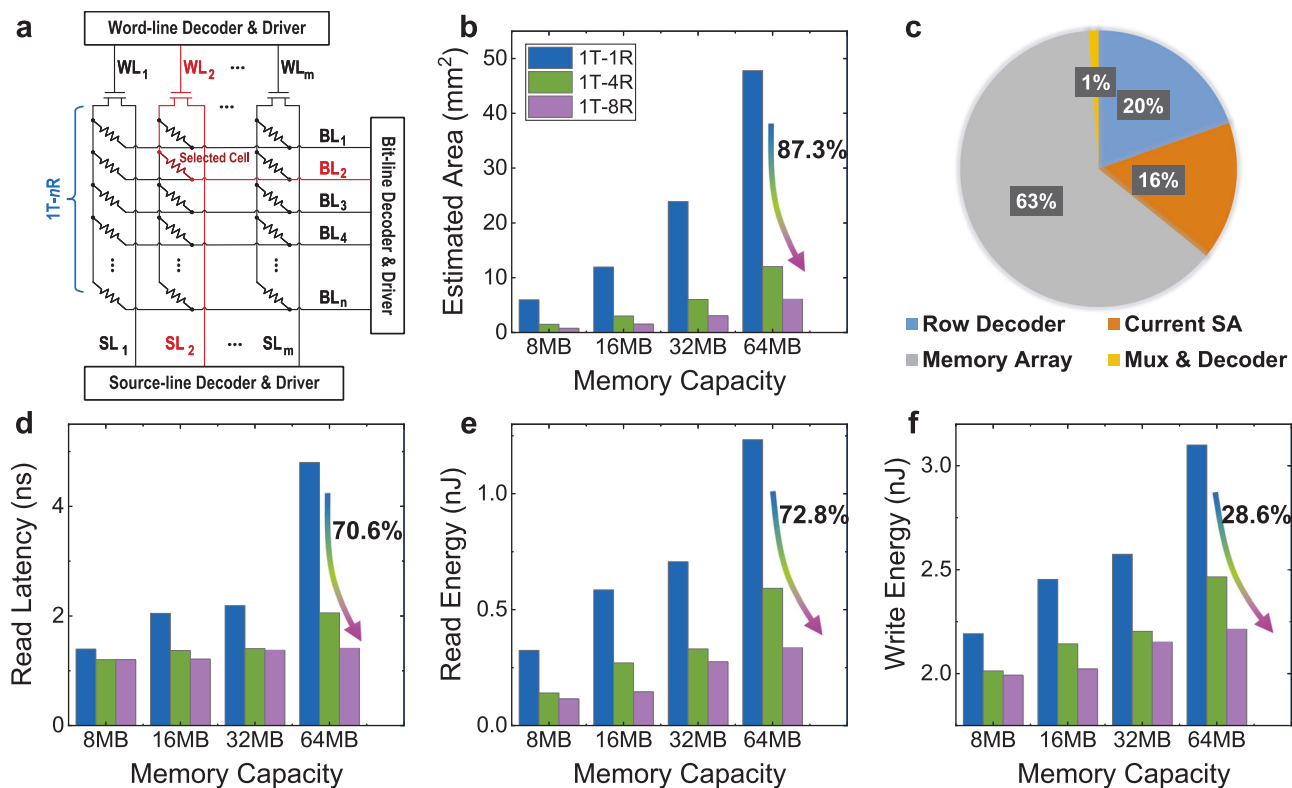 a
Word-line Decoder & Driver
WL1 WL2 ... WLm
...
1T-nR
Selected Cell
BL1
BL2
BL3
BL4
BLn
Bit-line Decoder & Driver
SL1 SL2 ... SLm
Source-line Decoder & Driver
b
1T-1R
1T-4R
1T-8R
87.3%
Estimated Area (mm²)
50
40
30
20
10
0
8MB 16MB 32MB 64MB
Memory Capacity
c
1%
20%
16%
63%
Row Decoder Current SA
Memory Array Mux & Decoder
d
Read Latency (ns)
4
2
0
70.6%
8MB 16MB 32MB 64MB
Memory Capacity
e
Read Energy (nJ)
1.0
0.5
0.0
72.8%
8MB 16MB 32MB 64MB
Memory Capacity
f
Write Energy (nJ)
3.0
2.5
2.0
28.6%
8MB 16MB 32MB 64MB
Memory Capacity